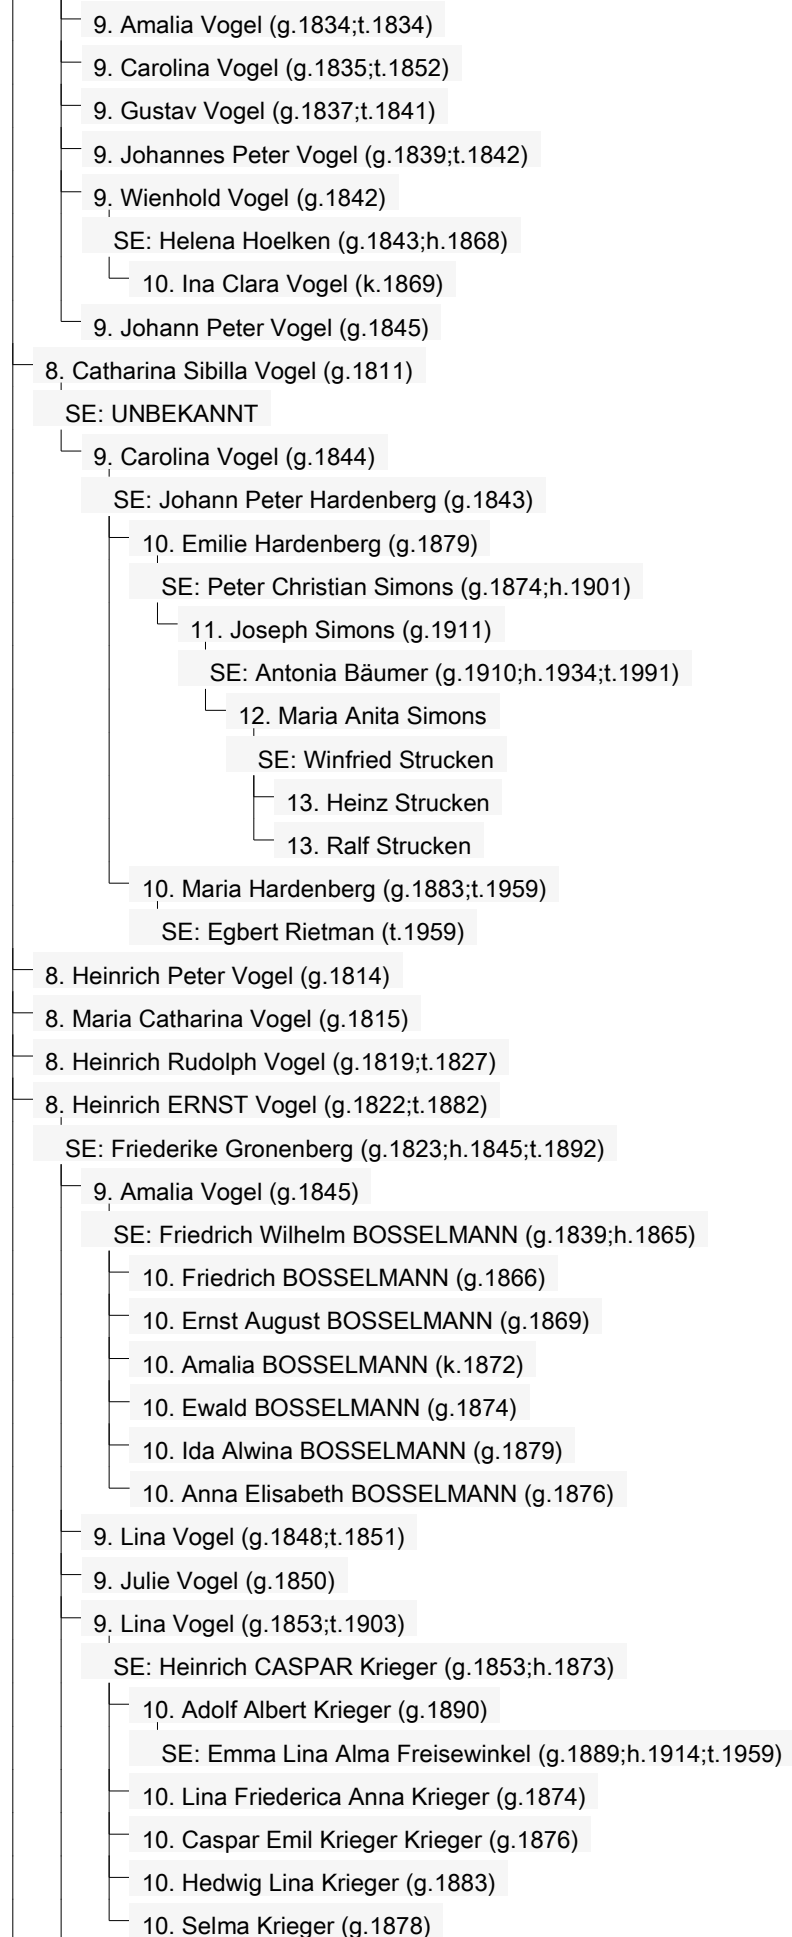 9. Amalia Vogel (g.1834;t.1834)
9. Carolina Vogel (g.1835;t.1852)
9. Gustav Vogel (g.1837;t.1841)
9. Johannes Peter Vogel (g.1839;t.1842)
9. Wienhold Vogel (g.1842)
SE: Helena Hoelken (g.1843;h.1868)
10. Ina Clara Vogel (k.1869)
9. Johann Peter Vogel (g.1845)
8. Catharina Sibilla Vogel (g.1811)
SE: UNBEKANNT
9. Carolina Vogel (g.1844)
SE: Johann Peter Hardenberg (g.1843)
10. Emilie Hardenberg (g.1879)
SE: Peter Christian Simons (g.1874;h.1901)
11. Joseph Simons (g.1911)
SE: Antonia Bäumer (g.1910;h.1934;t.1991)
12. Maria Anita Simons
SE: Winfried Strucken
13. Heinz Strucken
13. Ralf Strucken
10. Maria Hardenberg (g.1883;t.1959)
SE: Egbert Rietman (t.1959)
8. Heinrich Peter Vogel (g.1814)
8. Maria Catharina Vogel (g.1815)
8. Heinrich Rudolph Vogel (g.1819;t.1827)
8. Heinrich ERNST Vogel (g.1822;t.1882)
SE: Friederike Gronenberg (g.1823;h.1845;t.1892)
9. Amalia Vogel (g.1845)
SE: Friedrich Wilhelm BOSSELMANN (g.1839;h.1865)
10. Friedrich BOSSELMANN (g.1866)
10. Ernst August BOSSELMANN (g.1869)
10. Amalia BOSSELMANN (k.1872)
10. Ewald BOSSELMANN (g.1874)
10. Ida Alwina BOSSELMANN (g.1879)
10. Anna Elisabeth BOSSELMANN (g.1876)
9. Lina Vogel (g.1848;t.1851)
9. Julie Vogel (g.1850)
9. Lina Vogel (g.1853;t.1903)
SE: Heinrich CASPAR Krieger (g.1853;h.1873)
10. Adolf Albert Krieger (g.1890)
SE: Emma Lina Alma Freisewinkel (g.1889;h.1914;t.1959)
10. Lina Friederica Anna Krieger (g.1874)
10. Caspar Emil Krieger Krieger (g.1876)
10. Hedwig Lina Krieger (g.1883)
10. Selma Krieger (g.1878)